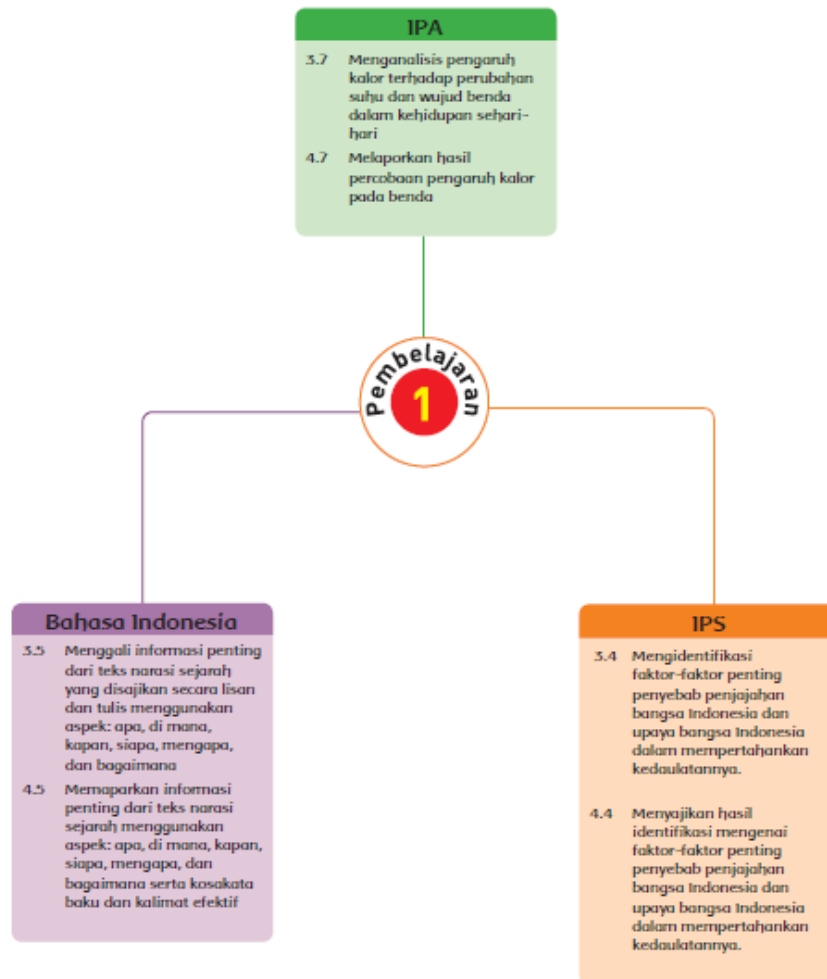 IPA
3.7 Menganalisis pengaruh
kalor terhadap perubahan
suhu dan wujud benda
dalam kehidupan sehari-
hari
4.7 Melaporkan hasil
percobaan pengaruh kalor
pada benda
Pembelajaran
1
Bahasa Indonesia
3.5 Menggali informasi penting
dari teks narasi sejarah
yang disajikan secara lisan
dan tulis menggunakan
aspek: apa, di mana,
kapan, siapa, mengapa,
dan bagaimana
4.5 Memaparkan informasi
penting dari teks narasi
sejarah menggunakan
aspek: apa, di mana, kapan,
siapa, mengapa, dan
bagaimana serta kosakata
baku dan kalimat efektif
IPS
3.4 Mengidentifikasi
faktor-faktor penting
penyebab penjajahan
bangsa Indonesia dan
upaya bangsa Indonesia
dalam mempertahankan
kedaulatannya.
4.4 Menyajikan hasil
identifikasi mengenai
faktor-faktor penting
penyebab penjajahan
bangsa Indonesia dan
upaya bangsa Indonesia
dalam mempertahankan
kedaulatannya.